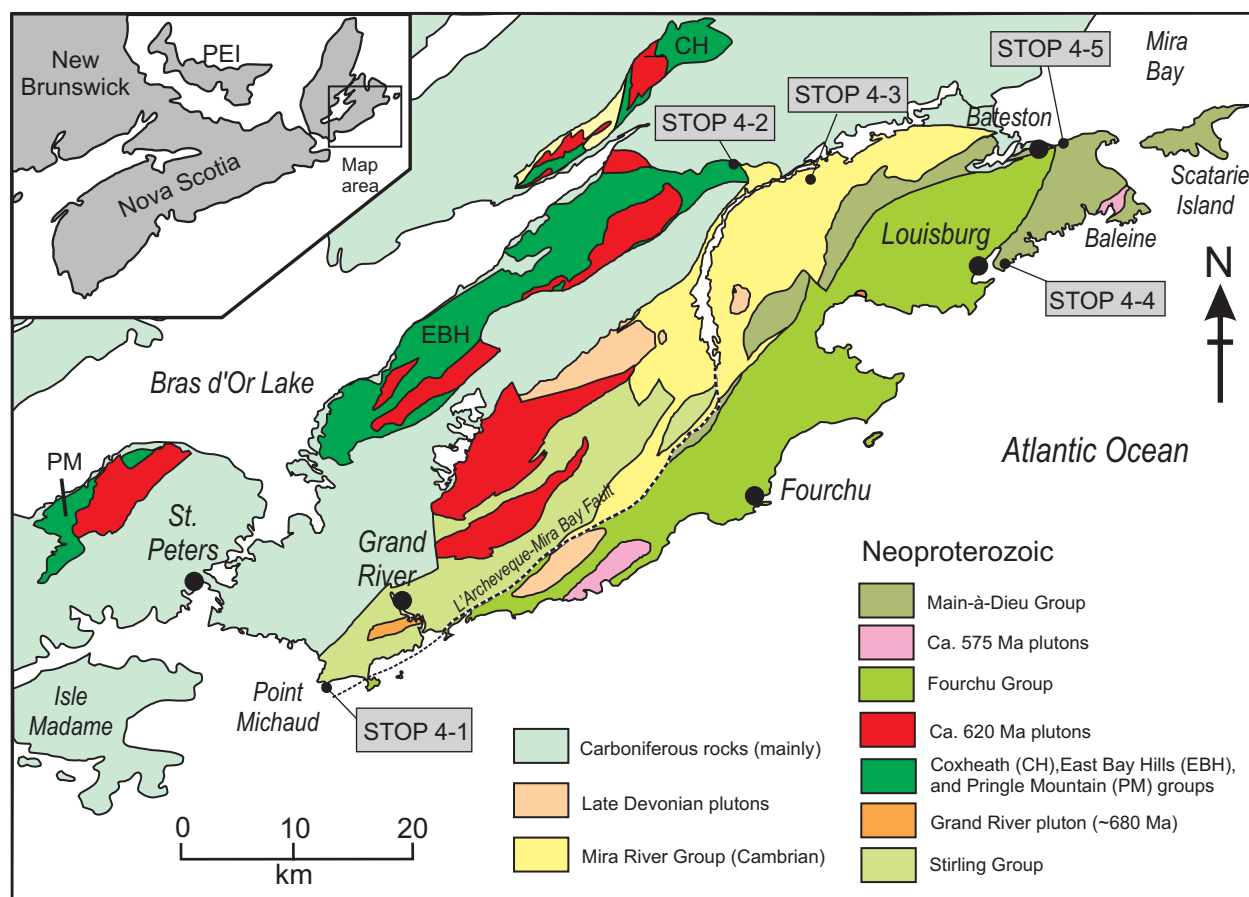 New
Brunswick
PEI
Nova Scotia
Map
area
CH
STOP 4-2
STOP 4-3
STOP 4-5
Mira
Bay
Bateston
Scatarie
Island
Baleine
Louisburg
STOP 4-4
N
EBH
Bras d'Or Lake
Atlantic Ocean
PM
St.
Peters
Grand
River
L'Archeveque-Mira Bay Fault
Fourchu
Isle
Madame
Point
Michaud
STOP 4-1
0 10 20
km
Carboniferous rocks (mainly)
Late Devonian plutons
Mira River Group (Cambrian)
Neoproterozoic
Main-à-Dieu Group
Ca. 575 Ma plutons
Fourchu Group
Ca. 620 Ma plutons
Coxheath (CH),East Bay Hills (EBH),
and Pringle Mountain (PM) groups
Grand River pluton (~680 Ma)
Stirling Group